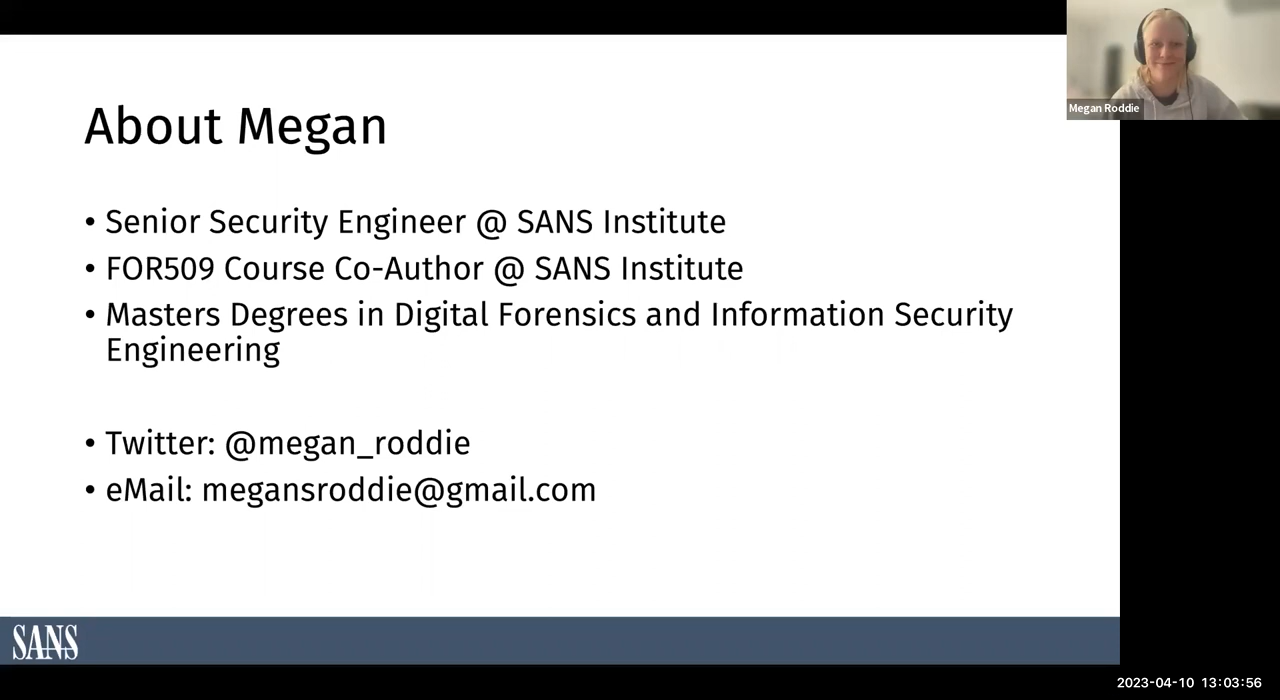 Megan Roddie
About Megan
• Senior Security Engineer @ SANS Institute
• FOR509 Course Co-Author @ SANS Institute
• Masters Degrees in Digital Forensics and Information Security
Engineering
• Twitter: @megan_roddie
• eMail: megansroddie@gmail.com
SANS
2023-04-10 13:03:56